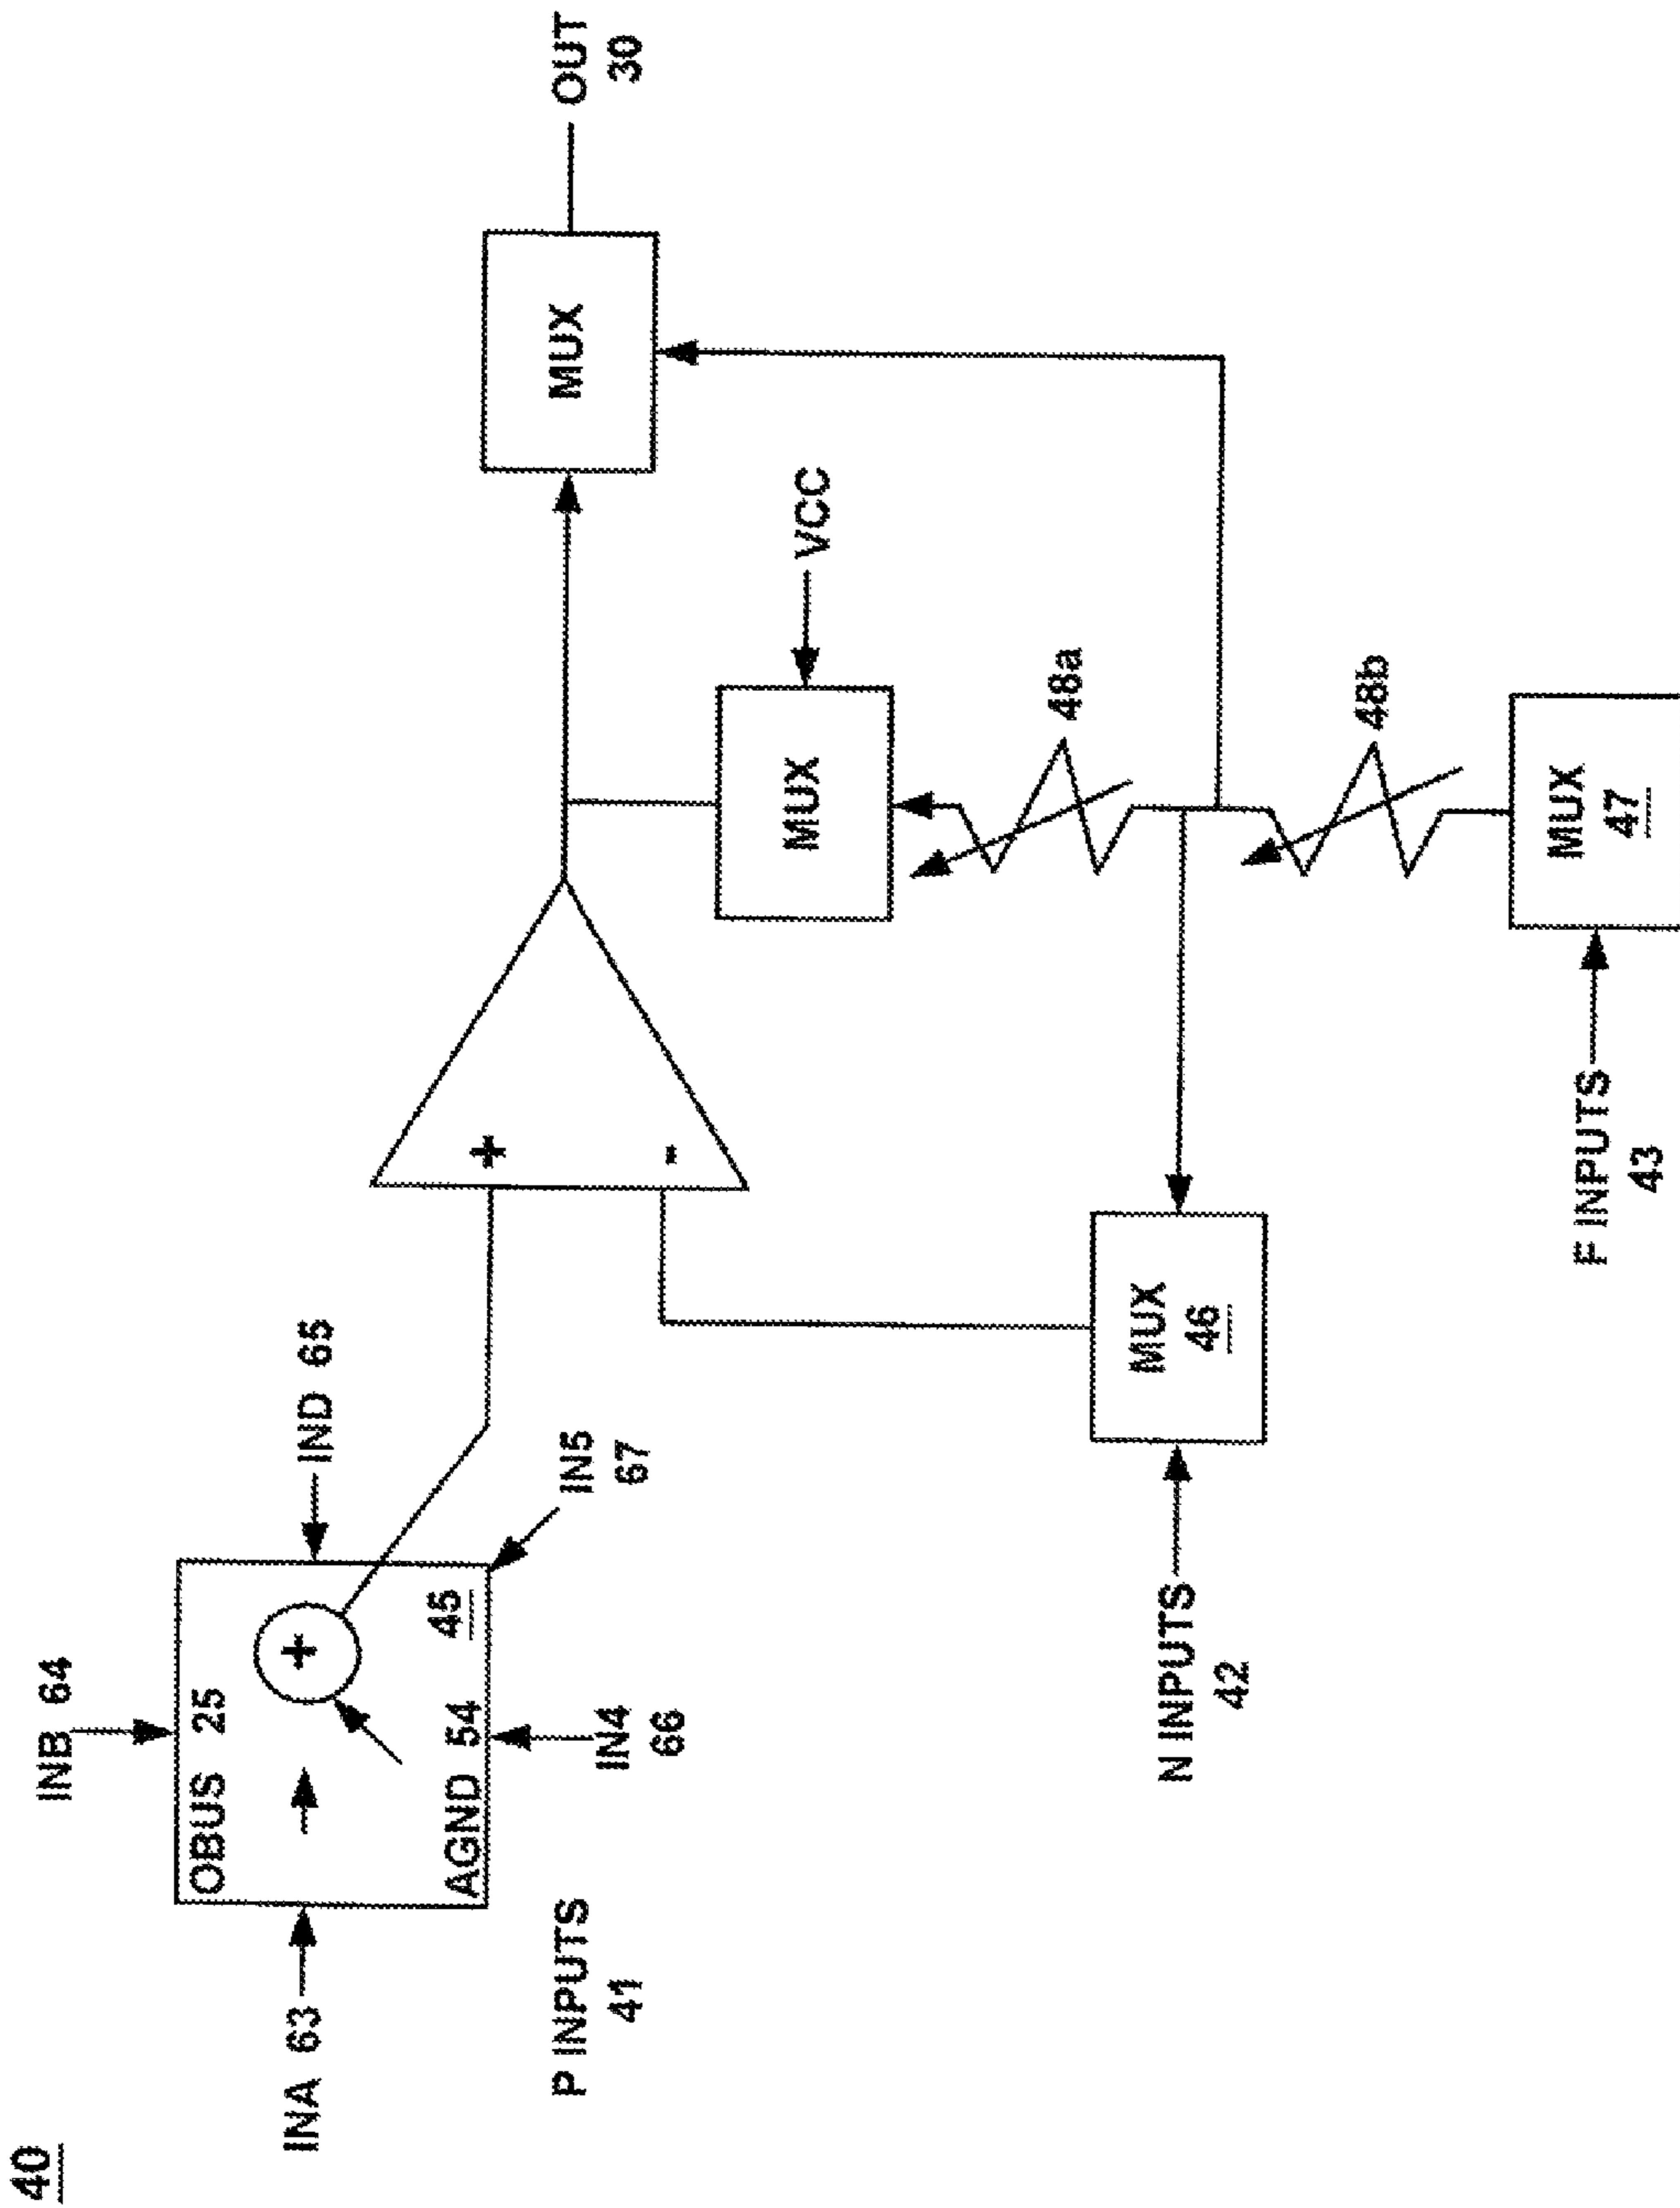 40
INB 64
INA 63
OBUS 25
+
IND 65
AGND 54
45
IN4
66
IN5
67
P INPUTS
41
+
-
MUX
OUT
30
MUX
VCC
48a
N INPUTS
42
MUX
46
48b
F INPUTS
43
MUX
47